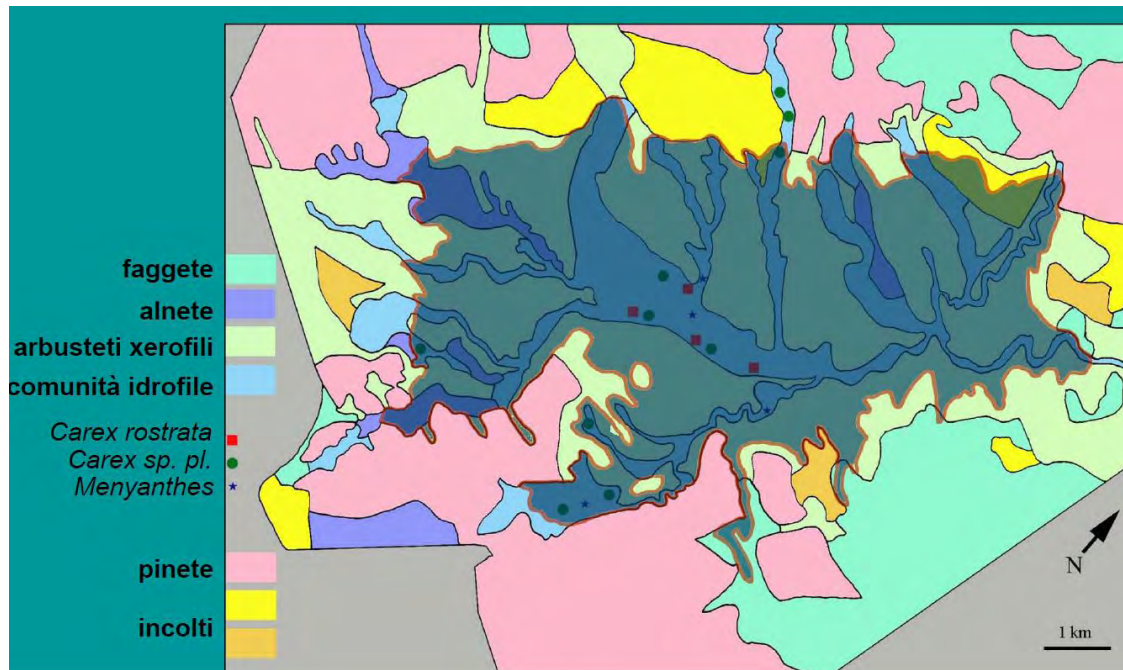 faggete
alnete
arbusteti xerofili
comunità idrofile
Carex rostrata
Carex sp. pl.
Menyanthes
pinete
incolti
N
1 km